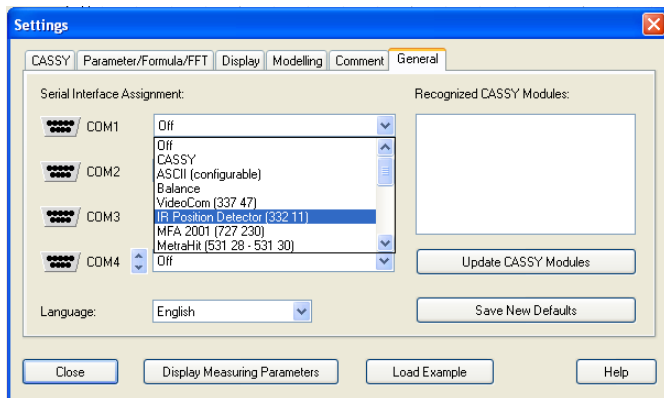 Settings
CASSY Parameter/Formula/FFT Display Modelling Comment General
Serial Interface Assignment: Recognized CASSY Modules:
COM1 Off
Off
CASSY
COM2 ASCII (configurable)
Balance
VideoCom (337 47)
COM3 IR Position Detector (332 11)
MFA 2001 (727 230)
MetraHit (531 28 - 531 30)
COM4 Off Update CASSY Modules
Language: English Save New Defaults
Close Display Measuring Parameters Load Example Help